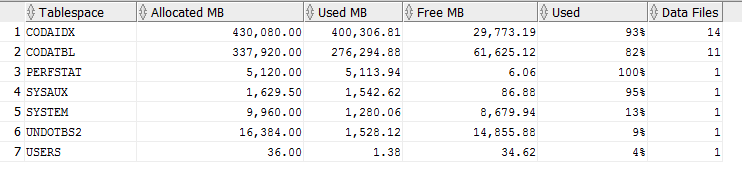 Tablespace Allocated MB Used MB Free MB Used Data Files
1 CODAIDX 430,080.00 400,306.81 29,773.19 93% 14
2 CODATBL 337,920.00 276,294.88 61,625.12 82% 11
3 PERFSTAT 5,120.00 5,113.94 6.06 100% 1
4 SYSAUX 1,629.50 1,542.62 86.88 95% 1
5 SYSTEM 9,960.00 1,280.06 8,679.94 13% 1
6 UNDOTBS2 16,384.00 1,528.12 14,855.88 9% 1
7 USERS 36.00 1.38 34.62 4% 1